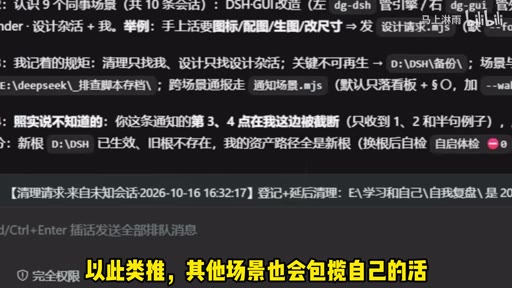 2: 认识 9 个同事场景（共 10 条会话）：DSH-GUI改造（左 dg-dsh 管引擎／右 dg-gui 管
nder · 设计杂活 + 我。举例：手上活要图标/配图/生图/改尺寸 ⇒ 发 设计请求.mjs（默
马上淋雨 bilibili
3: 我记着的规矩：清理只找我、设计只找设计杂活；关键不可再生 → D:\DSH\备份\；场景与
E:\deepseek\_排查脚本存档\；跨场景通报走 通知场景.mjs（默认只落看板 + §○，加
4: 照实说不知道的：你这条通知的第 3、4 点在我这边被截断（只收到 1、2 和半句例子），
分：新根 D:\DSH 已生效、旧根不存在，我的资产路径全是新根（换根后自检 自启体检 0
【清理请求·来自未知会话·2026-10-16 16:32:17】登记+延后清理：E:\学习和自己\自我复盘\ 是 20
d/Ctrl+Enter 插话发送全部排队消息
完全权限
以此类推，其他场景也会包揽自己的活